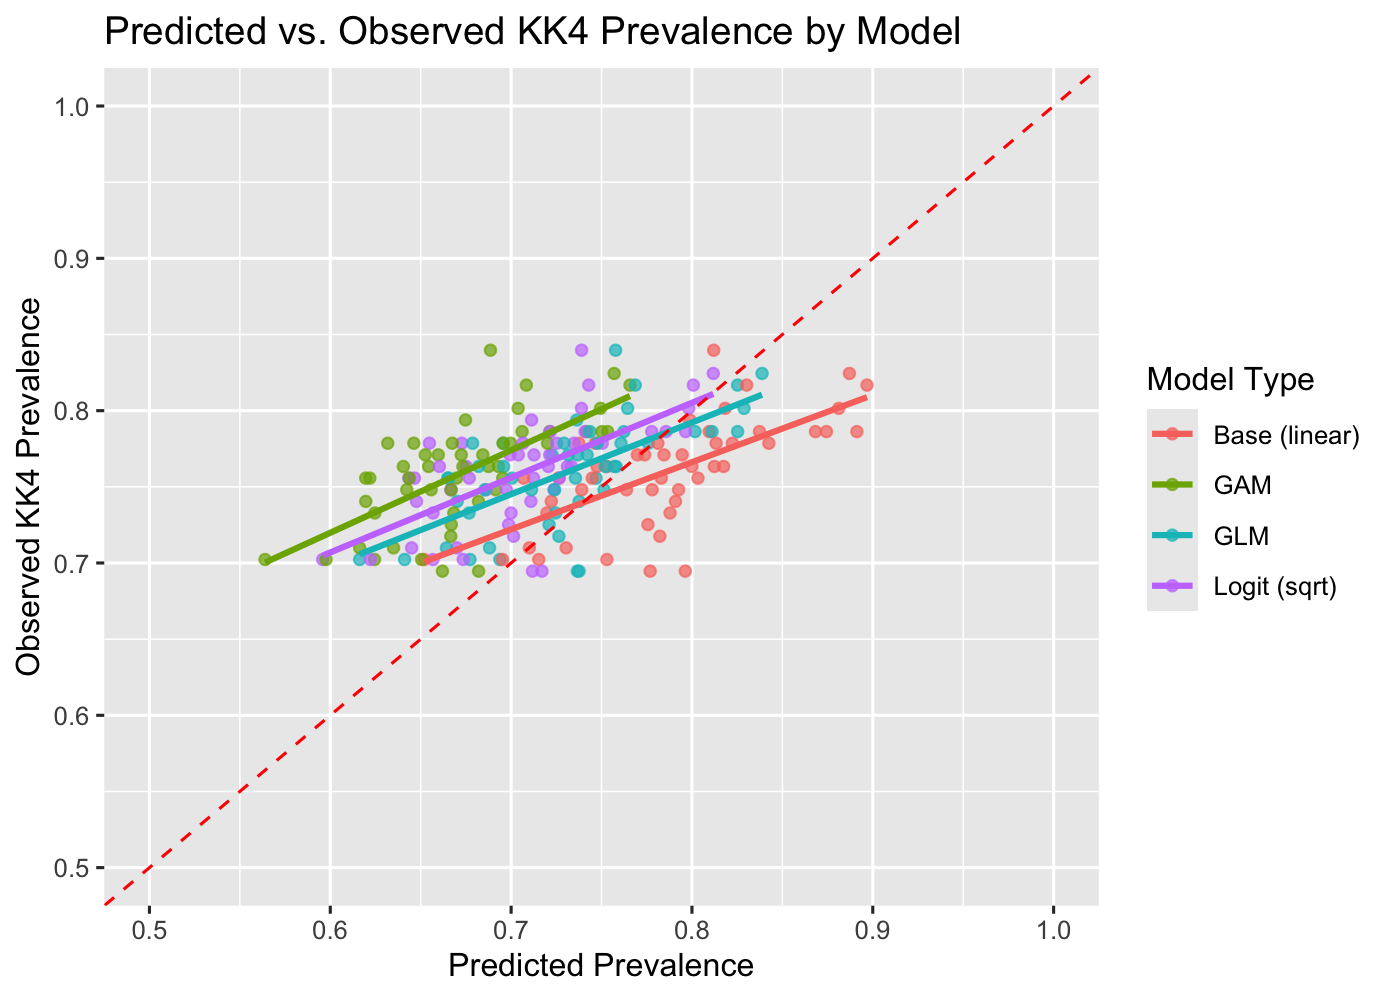 Predicted vs. Observed KK4 Prevalence by Model
Observed KK4 Prevalence
1.0
0.9
0.8
0.7
0.6
0.5
0.5 0.6 0.7 0.8 0.9 1.0
Predicted Prevalence
Model Type
Base (linear)
GAM
GLM
Logit (sqrt)